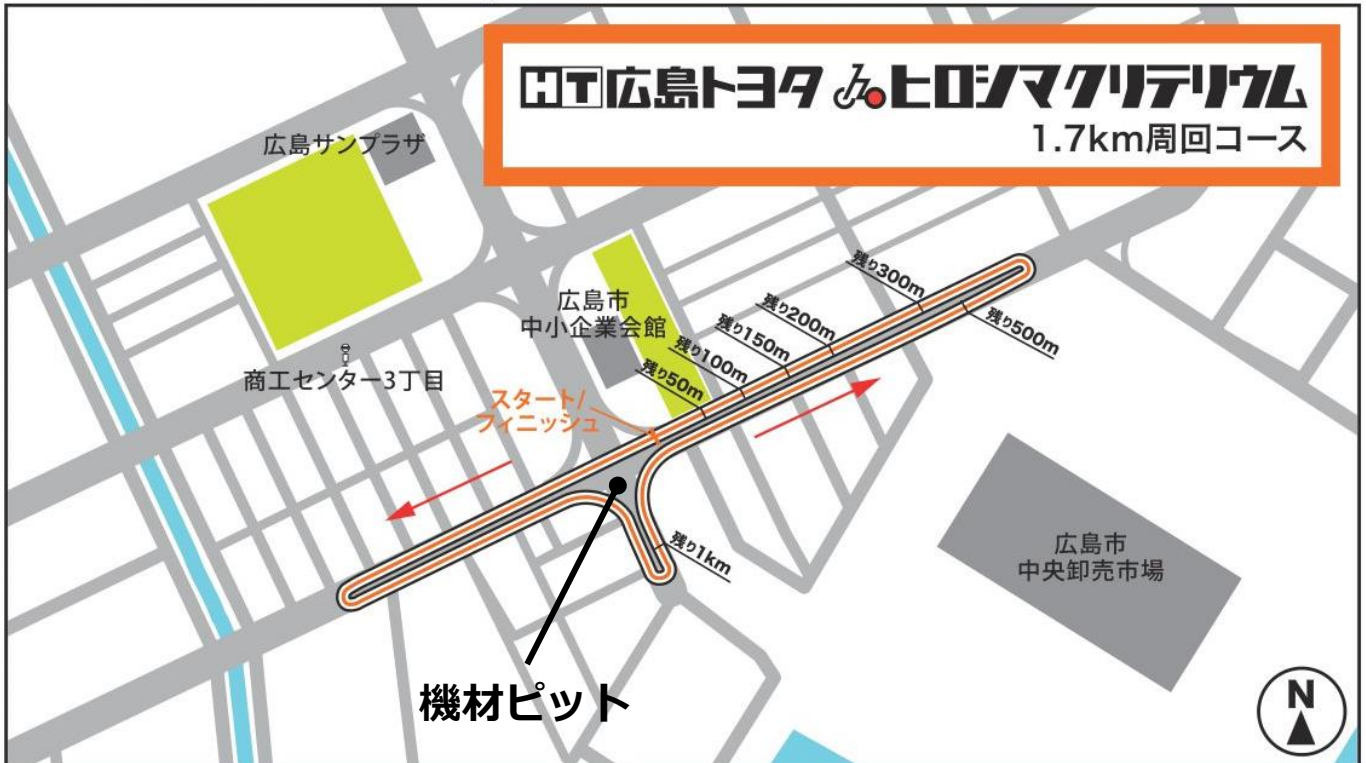 HT広島トヨタ ヒロシマクリテリウム
1.7km周回コース
広島サンプラザ
広島市
中小企業会館
商工センター3丁目
残り300m
残り200m
残り150m
残り100m
残り50m
残り500m
スタート/
フィニッシュ
残り1km
広島市
中央卸売市場
機材ピット
N